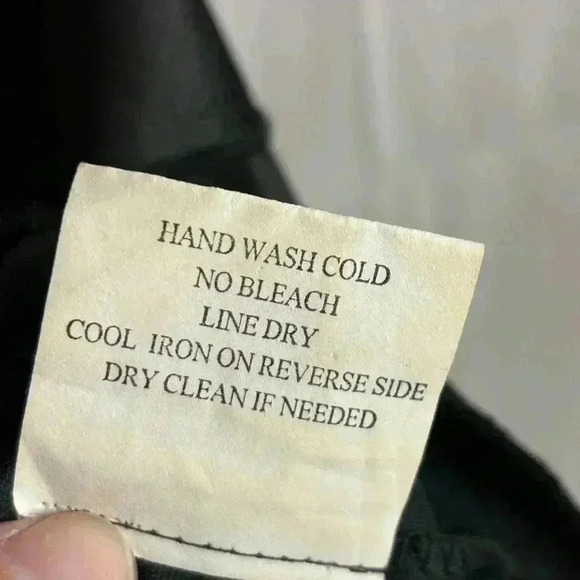 HAND WASH COLD
NO BLEACH
LINE DRY
COOL IRON ON REVERSE SIDE
DRY CLEAN IF NEEDED